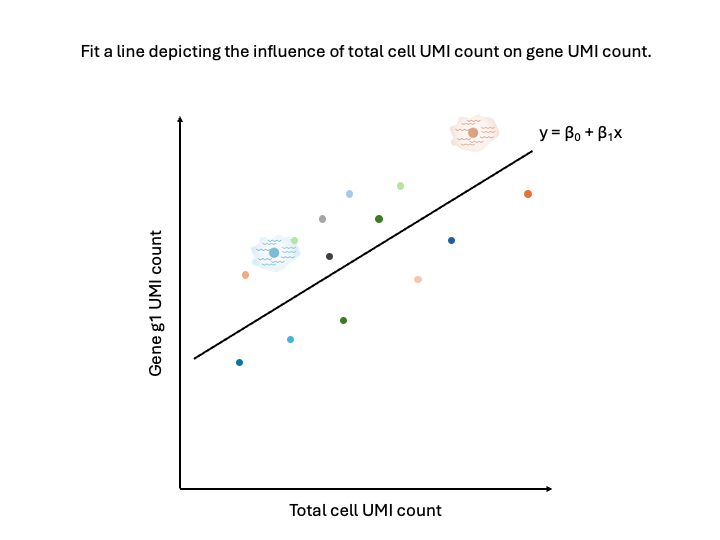 Fit a line depicting the influence of total cell UMI count on gene UMI count.
y = β₀ + β₁x
Gene g1 UMI count
Total cell UMI count